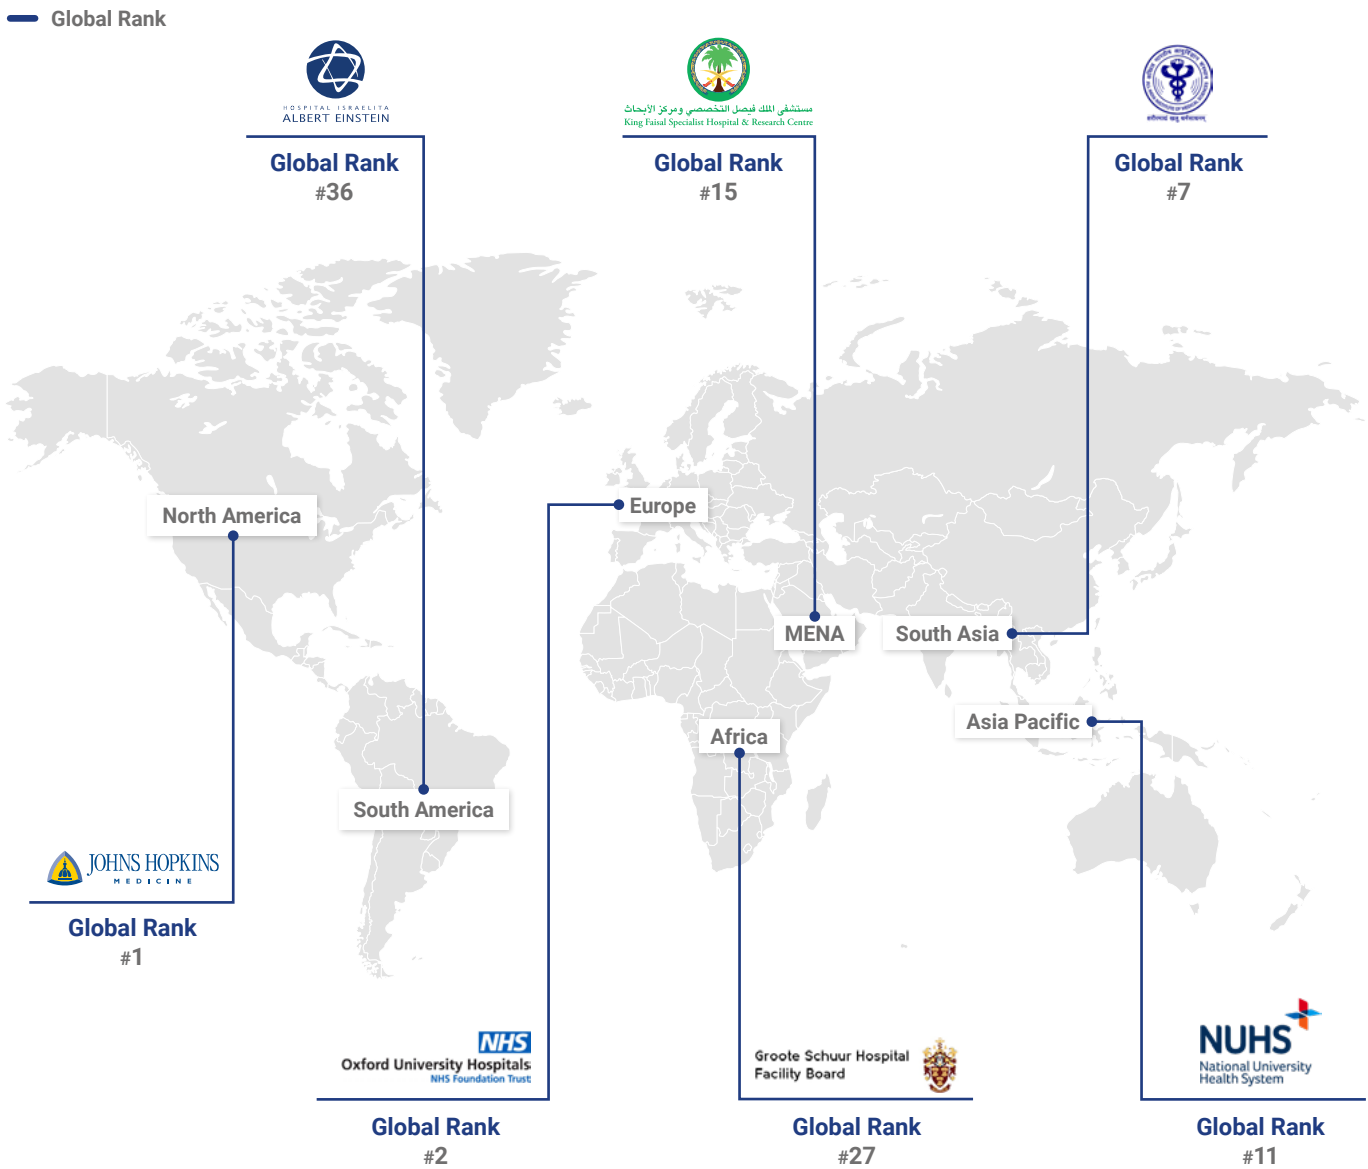 Global Rank
HOSPITAL ISRAELITA
ALBERT EINSTEIN
Global Rank
#36
مستشفى الملك فيصل التخصصي ومركز الأبحاث
King Faisal Specialist Hospital & Research Centre
Global Rank
#15
Global Rank
#7
North America
Europe
MENA
South Asia
Asia Pacific
Africa
South America
JOHNS HOPKINS
MEDICINE
Global Rank
#1
NHS
Oxford University Hospitals
NHS Foundation Trust
Global Rank
#2
Groote Schuur Hospital
Facility Board
Global Rank
#27
NUHS
National University
Health System
Global Rank
#11